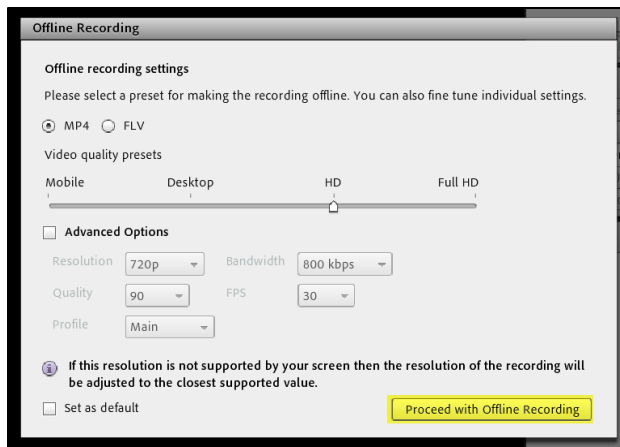 Offline Recording
Offline recording settings
Please select a preset for making the recording offline. You can also fine tune individual settings.
MP4 FLV
Video quality presets
Mobile Desktop HD Full HD
Advanced Options
Resolution 720p Bandwidth 800 kbps
Quality 90 FPS 30
Profile Main
If this resolution is not supported by your screen then the resolution of the recording will
be adjusted to the closest supported value.
Set as default Proceed with Offline Recording